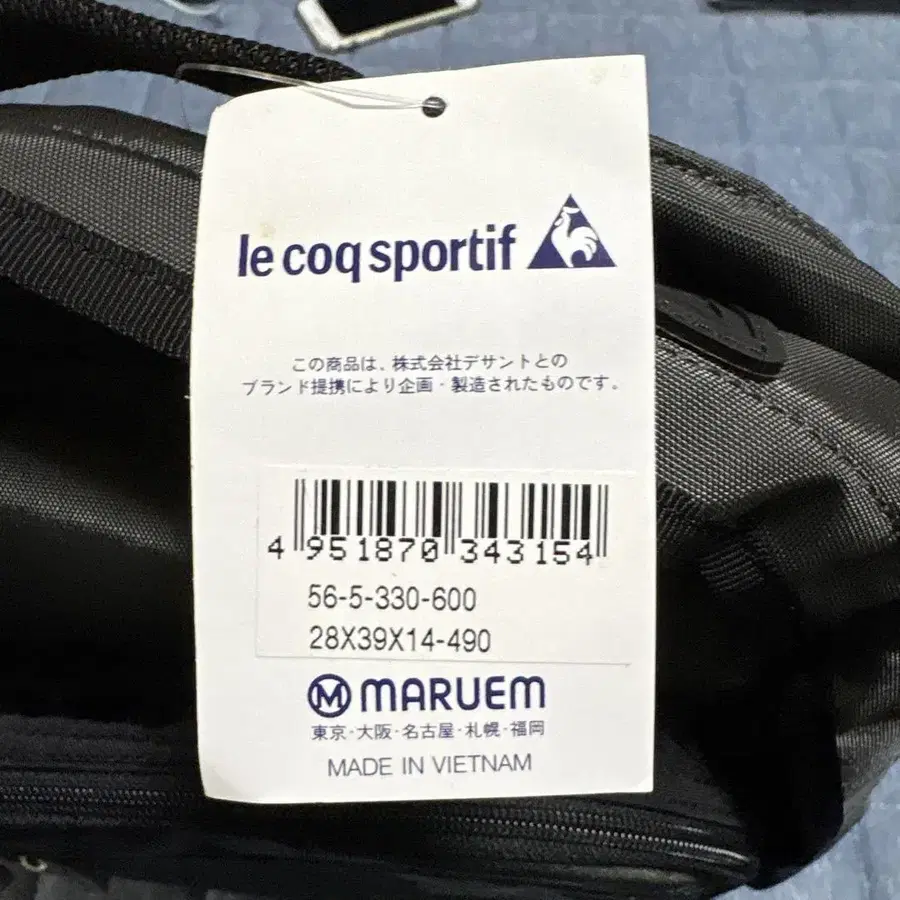 le coq sportif
この商品は、株式会社デサントとの
ブランド提携により企画・製造されたものです。
4 951870 343154
56-5-330-600
28X39X14-490
M MARUEM
東京・大阪・名古屋・札幌・福岡
MADE IN VIETNAM